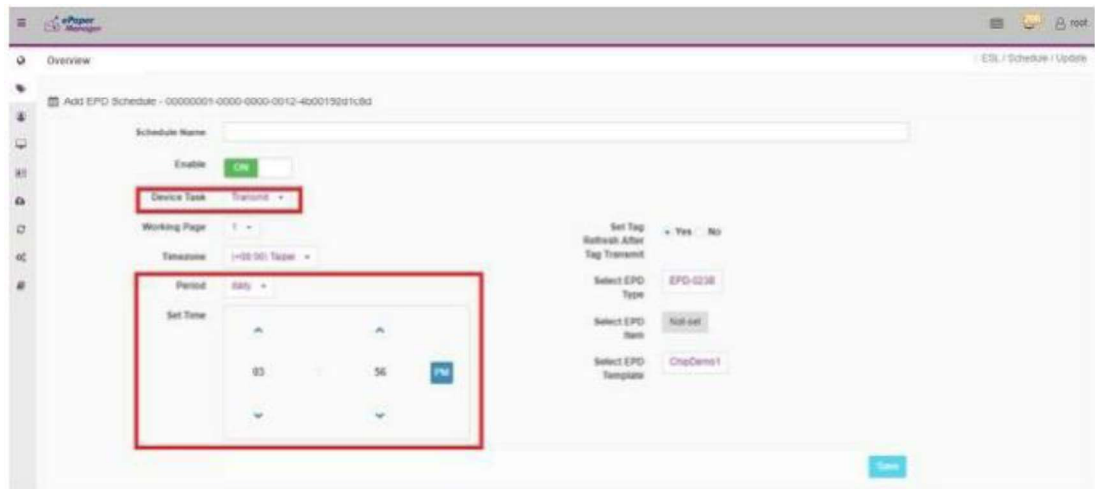 ePaper
Manager
root
Overview
ESL / Schedule / Update
Add EPD Schedule - 00000001-0000-0000-0012-4b00192d1c8d
Schedule Name
Enable
ON
Device Task
Transmit
Working Page
1
Timezone
(+08:00) Taipei
Period
daily
Set Time
03 : 56 PM
Set Tag
Refresh After
Tag Transmit
Yes No
Select EPD
Type
EPD-023B
Select EPD
Item
Not-set
Select EPD
Template
ChipDemo1
Save